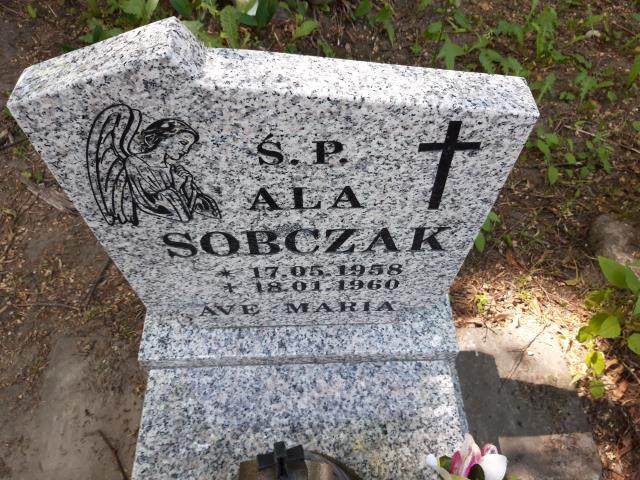 Ś.P.
ALA
SOBCZAK
* 17.05.1958
+ 18.01.1960
AVE MARIA